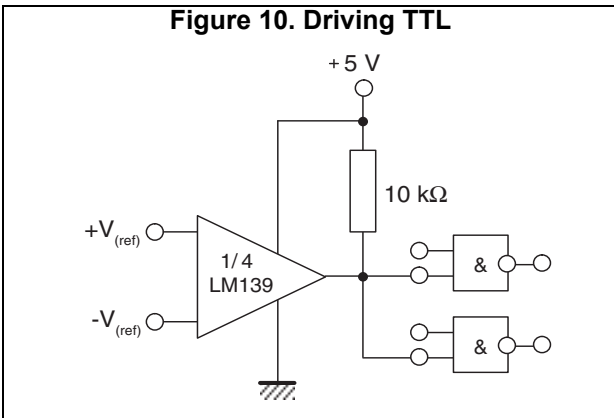 Figure 10. Driving TTL
+5 V
10 kΩ
+V(ref)
1/4
LM139
&
-V(ref)
&